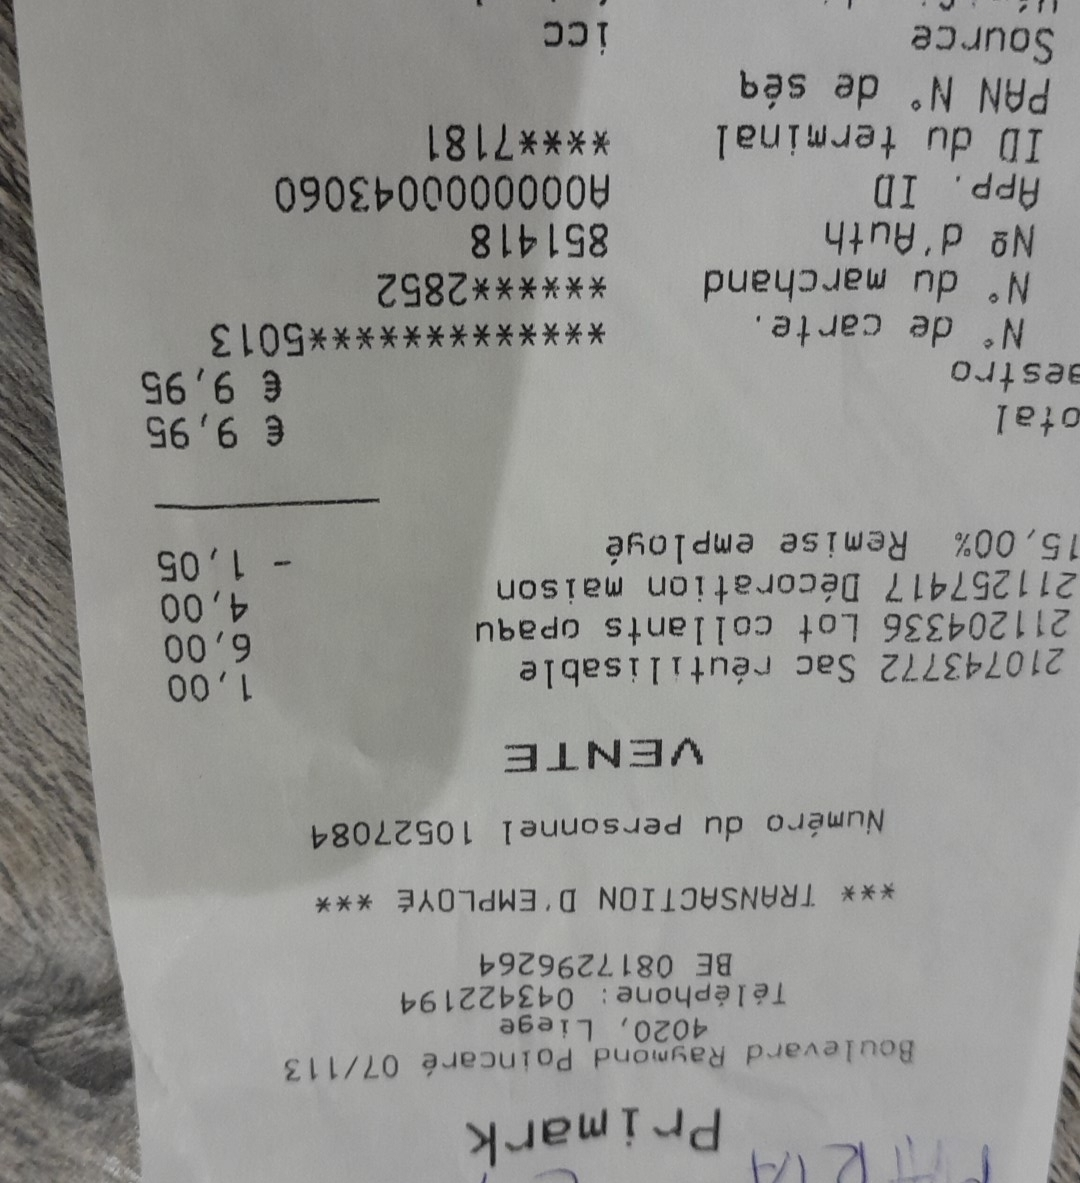 Primark
Boulevard Raymond Poincaré 07/113
4020, Liege
Téléphone: 043422194
BE 0817296264
*** TRANSACTION D'EMPLOYÉ ***
Numéro du personnel 10527084
VENTE
210743772 Sac réutilisable 1,00
211204336 Lot collants opaqu 6,00
211257417 Décoration maison 4,00
15,00% Remise employé - 1,05
otal € 9,95
aestro € 9,95
N° de carte. **************5013
N° du marchand *******2852
Nº d'Auth 851418
App. ID A0000000043060
ID du terminal ****7181
PAN N° de séq
Source icc